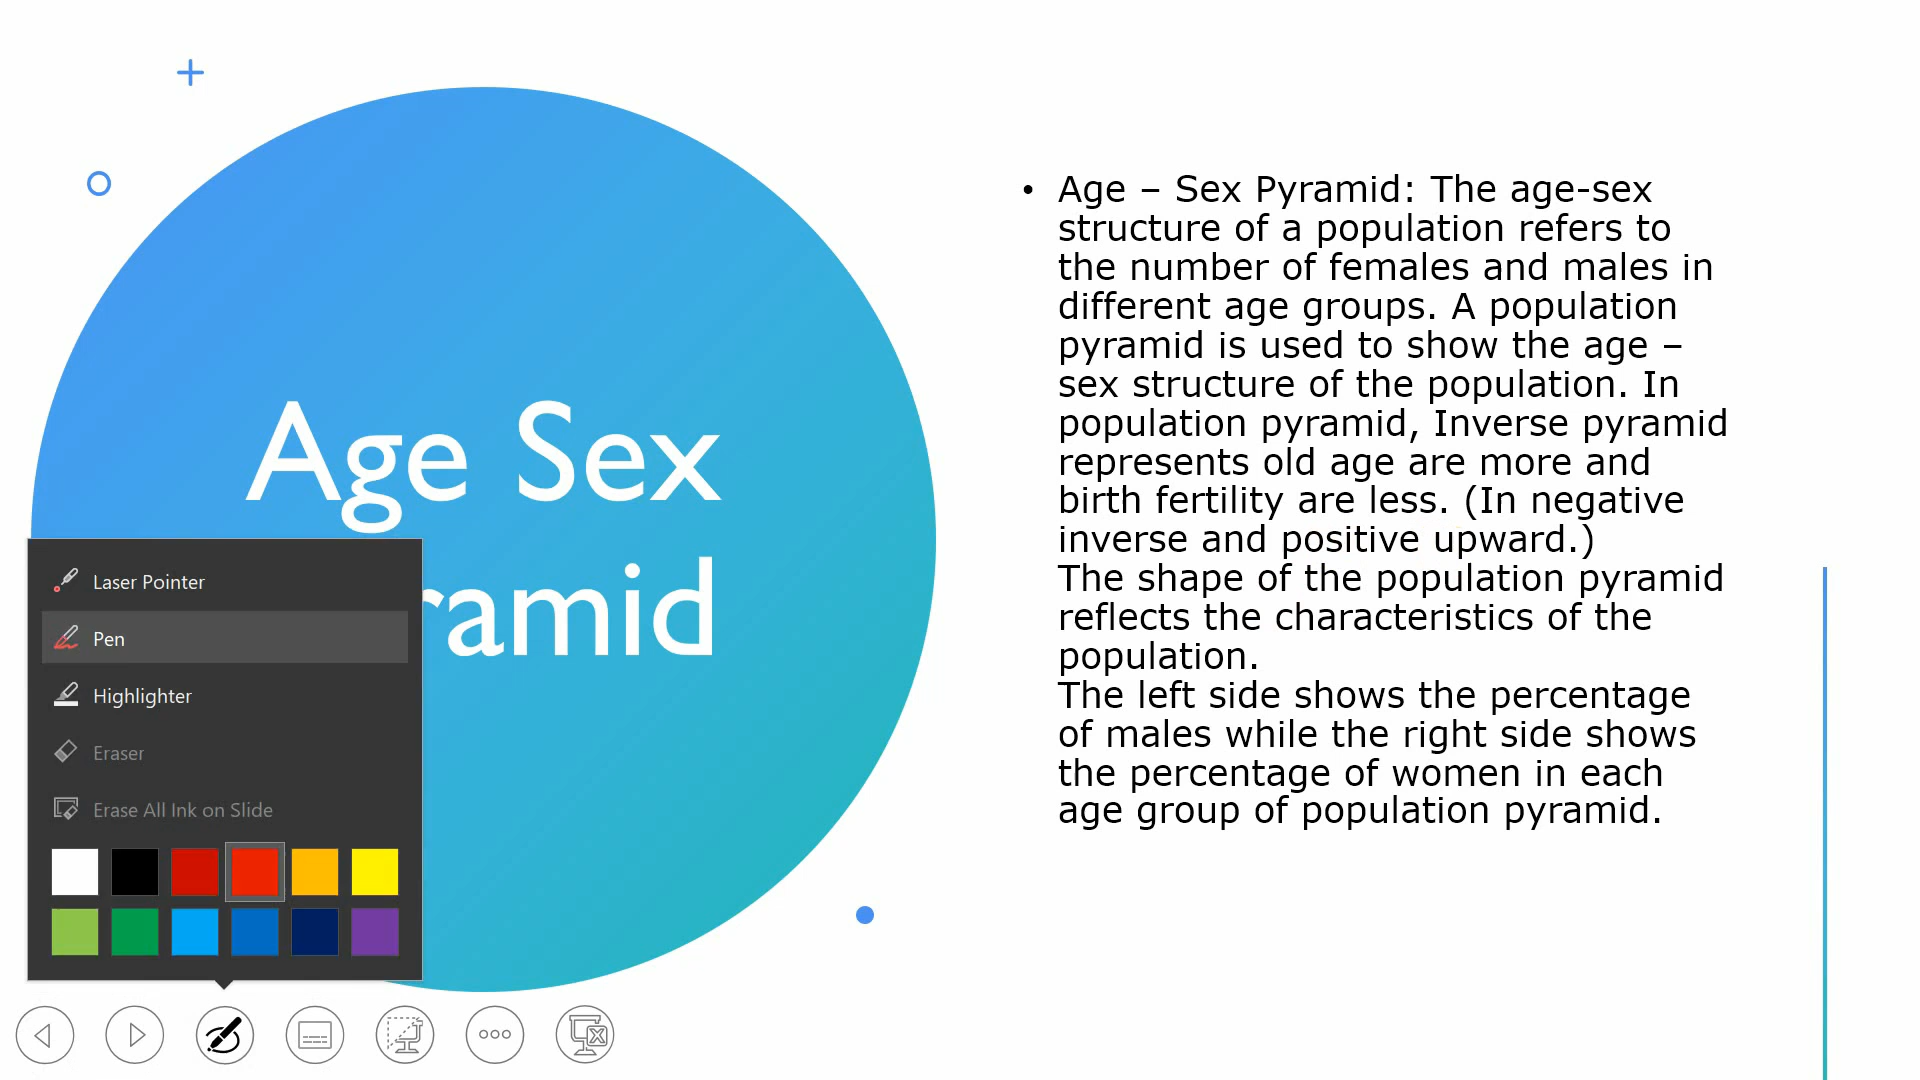 Age Sex
ramid
• Age – Sex Pyramid: The age-sex
structure of a population refers to
the number of females and males in
different age groups. A population
pyramid is used to show the age –
sex structure of the population. In
population pyramid, Inverse pyramid
represents old age are more and
birth fertility are less. (In negative
inverse and positive upward.)
The shape of the population pyramid
reflects the characteristics of the
population.
The left side shows the percentage
of males while the right side shows
the percentage of women in each
age group of population pyramid.
Laser Pointer
Pen
Highlighter
Eraser
Erase All Ink on Slide